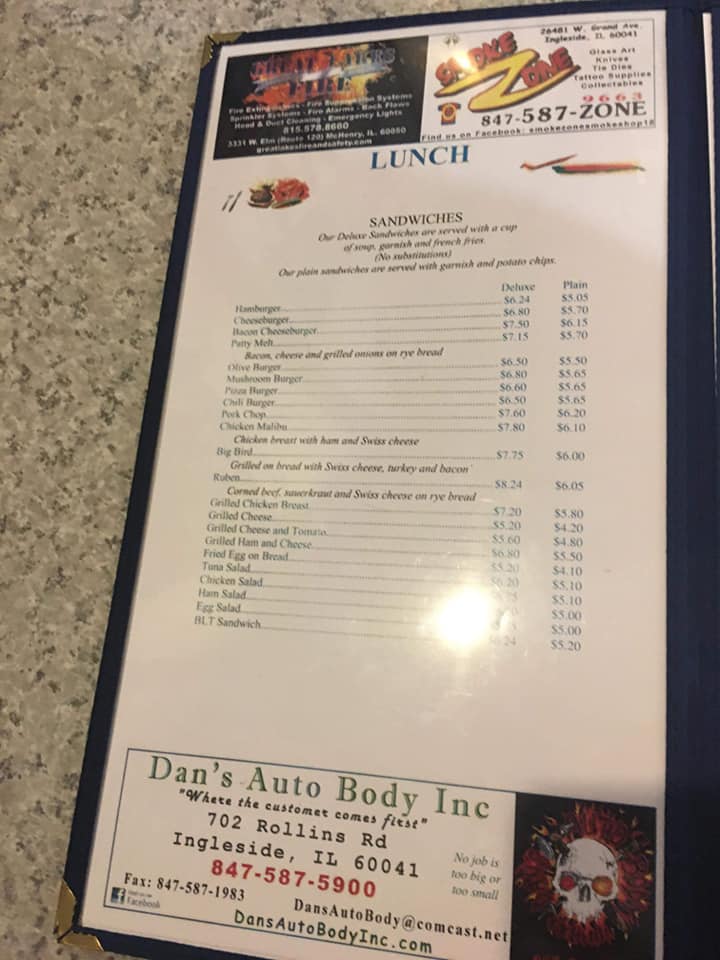 Fire Extinguishers - Fire Suppression Systems
Sprinkler Systems - Fire Alarms - Back Flows
Hood & Duct Cleaning - Emergency Lights
815.578.8680
3331 W. Elm (Route 120) McHenry, IL. 60050
greatlakesfireandsafety.com
SMOKE ZONE
26481 W. Grand Ave.
Ingleside, IL 60041
Glass Art
Knives
Tie Dies
Tattoo Supplies
Collectables
9663
847-587-ZONE
Find us on Facebook: smokezonesmokeshop18
LUNCH
SANDWICHES
Our Deluxe Sandwiches are served with a cup
of soup, garnish and french fries.
(No substitutions)
Our plain sandwiches are served with garnish and potato chips.
Deluxe Plain
Hamburger $6.24 $5.05
Cheeseburger $6.80 $5.70
Bacon Cheeseburger $7.50 $6.15
Patty Melt $7.15 $5.70
Bacon, cheese and grilled onions on rye bread
Olive Burger $6.50 $5.50
Mushroom Burger $6.80 $5.65
Pizza Burger $6.60 $5.65
Chili Burger $6.50 $5.65
Pork Chop $7.60 $6.20
Chicken Malibu $7.80 $6.10
Chicken breast with ham and Swiss cheese
Big Bird $7.75 $6.00
Grilled on bread with Swiss cheese, turkey and bacon
Ruben $8.24 $6.05
Corned beef, sauerkraut and Swiss cheese on rye bread
Grilled Chicken Breast $7.20 $5.80
Grilled Cheese $5.20 $4.20
Grilled Cheese and Tomato $5.60 $4.80
Grilled Ham and Cheese $6.80 $5.50
Fried Egg on Bread $5.20 $4.10
Tuna Salad $6.20 $5.10
Chicken Salad $5.10
Ham Salad $5.00
Egg Salad $5.00
BLT Sandwich $6.24 $5.20
Dan's Auto Body Inc
"Where the customer comes first"
702 Rollins Rd
Ingleside, IL 60041
847-587-5900
Fax: 847-587-1983
Facebook
DansAutoBody@comcast.net
DansAutoBodyInc.com
No job is
too big or
too small